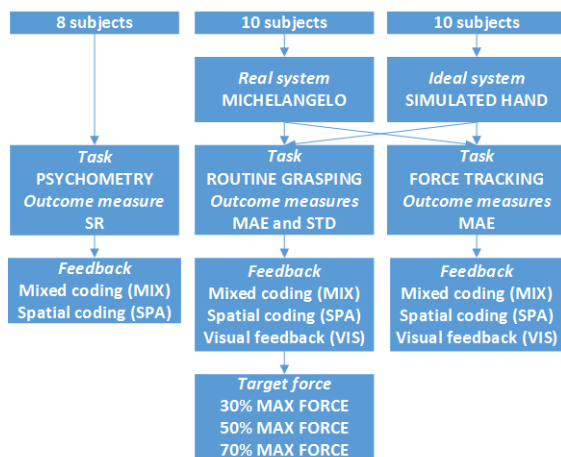 8 subjects
10 subjects
10 subjects
Real system
MICHELANGELO
Ideal system
SIMULATED HAND
Task
PSYCHOMETRY
Outcome measure
SR
Task
ROUTINE GRASPING
Outcome measures
MAE and STD
Task
FORCE TRACKING
Outcome measures
MAE
Feedback
Mixed coding (MIX)
Spatial coding (SPA)
Feedback
Mixed coding (MIX)
Spatial coding (SPA)
Visual feedback (VIS)
Feedback
Mixed coding (MIX)
Spatial coding (SPA)
Visual feedback (VIS)
Target force
30% MAX FORCE
50% MAX FORCE
70% MAX FORCE